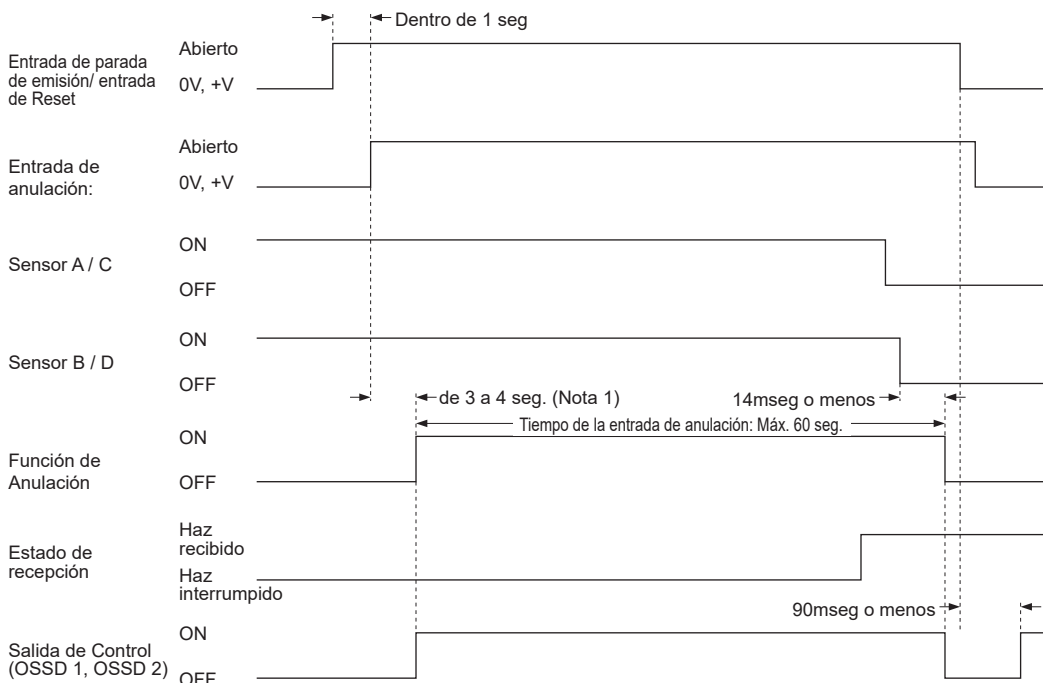 Dentro de 1 seg
Entrada de parada
de emisión/ entrada
de Reset
Abierto
0V, +V
Entrada de
anulación:
Abierto
0V, +V
Sensor A / C
ON
OFF
Sensor B / D
ON
OFF
de 3 a 4 seg. (Nota 1)
14mseg o menos
Tiempo de la entrada de anulación: Máx. 60 seg.
Función de
Anulación
ON
OFF
Estado de
recepción
Haz
recibido
Haz
interrumpido
90mseg o menos
Salida de Control
(OSSD 1, OSSD 2)
ON
OFF